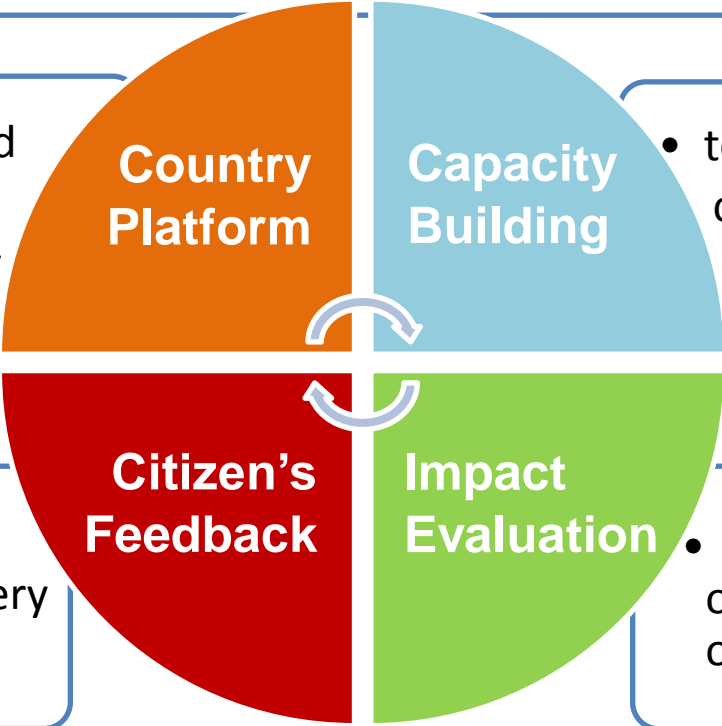 Country
Platform
Capacity
Building
Citizen’s
Feedback
Impact
Evaluation